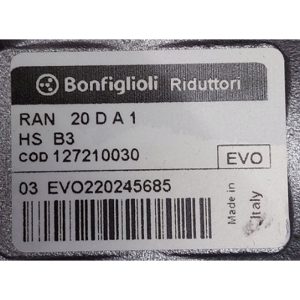 Bonfiglioli Riduttori
RAN 20 D A 1
HS B3
COD 127210030
EVO
03 EVO220245685
Made in
Italy